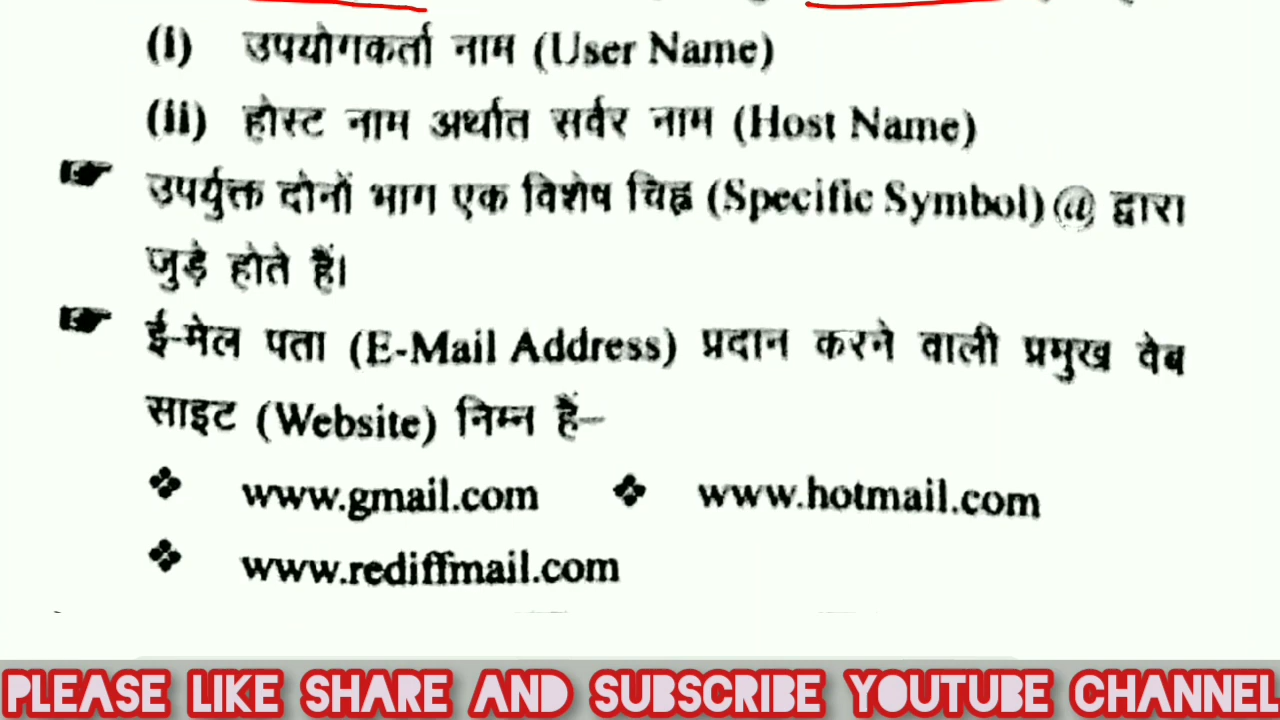 (i) उपयोगकर्ता नाम (User Name)
(ii) होस्ट नाम अर्थात सर्वर नाम (Host Name)
☛ उपर्युक्त दोनों भाग एक विशेष चिह्न (Specific Symbol) @ द्वारा
जुड़े होते हैं।
☛ ई-मेल पता (E-Mail Address) प्रदान करने वाली प्रमुख वेब
साइट (Website) निम्न हैं–
❖ www.gmail.com ❖ www.hotmail.com
❖ www.rediffmail.com
PLEASE LIKE SHARE AND SUBSCRIBE YOUTUBE CHANNEL